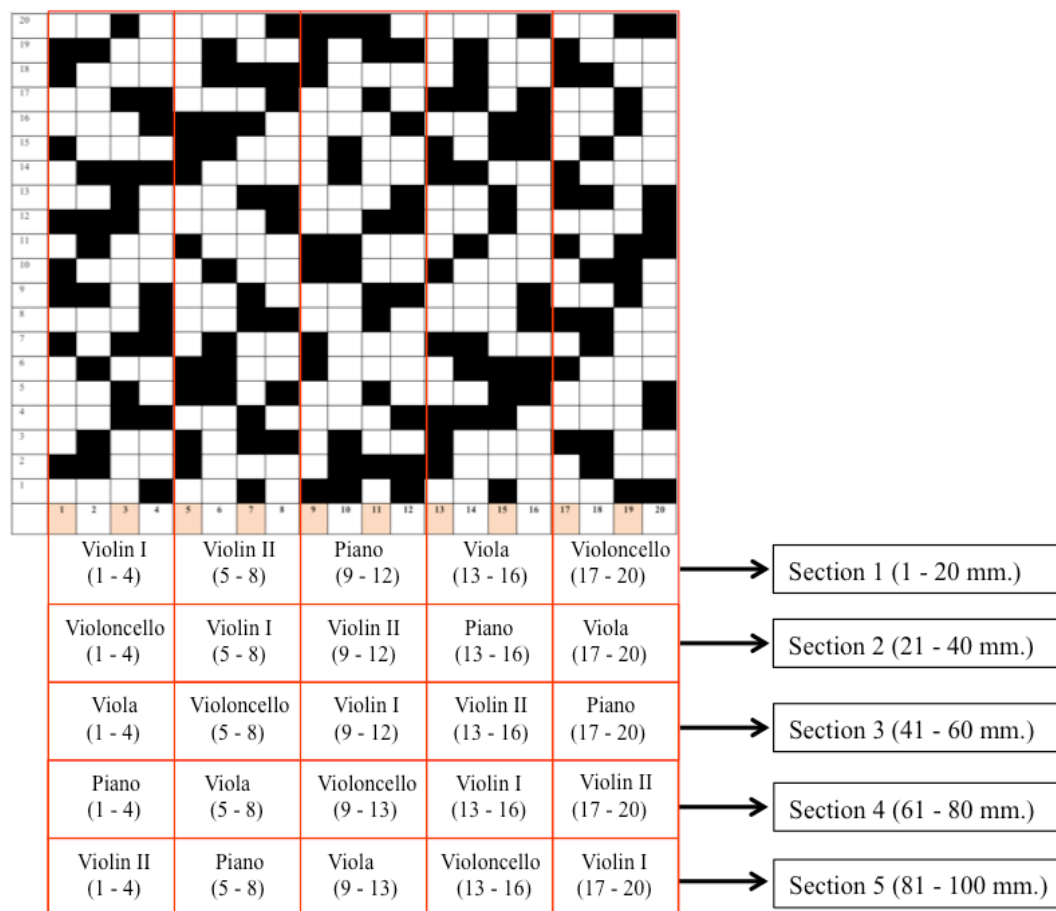 20
19
18
17
16
15
14
13
12
11
10
9
8
7
6
5
4
3
2
1
1 2 3 4 5 6 7 8 9 10 11 12 13 14 15 16 17 18 19 20
Violin I Violin II Piano Viola Violoncello
(1 - 4) (5 - 8) (9 - 12) (13 - 16) (17 - 20)
Section 1 (1 - 20 mm.)
Violoncello Violin I Violin II Piano Viola
(1 - 4) (5 - 8) (9 - 12) (13 - 16) (17 - 20)
Section 2 (21 - 40 mm.)
Viola Violoncello Violin I Violin II Piano
(1 - 4) (5 - 8) (9 - 12) (13 - 16) (17 - 20)
Section 3 (41 - 60 mm.)
Piano Viola Violoncello Violin I Violin II
(1 - 4) (5 - 8) (9 - 13) (13 - 16) (17 - 20)
Section 4 (61 - 80 mm.)
Violin II Piano Viola Violoncello Violin I
(1 - 4) (5 - 8) (9 - 13) (13 - 16) (17 - 20)
Section 5 (81 - 100 mm.)